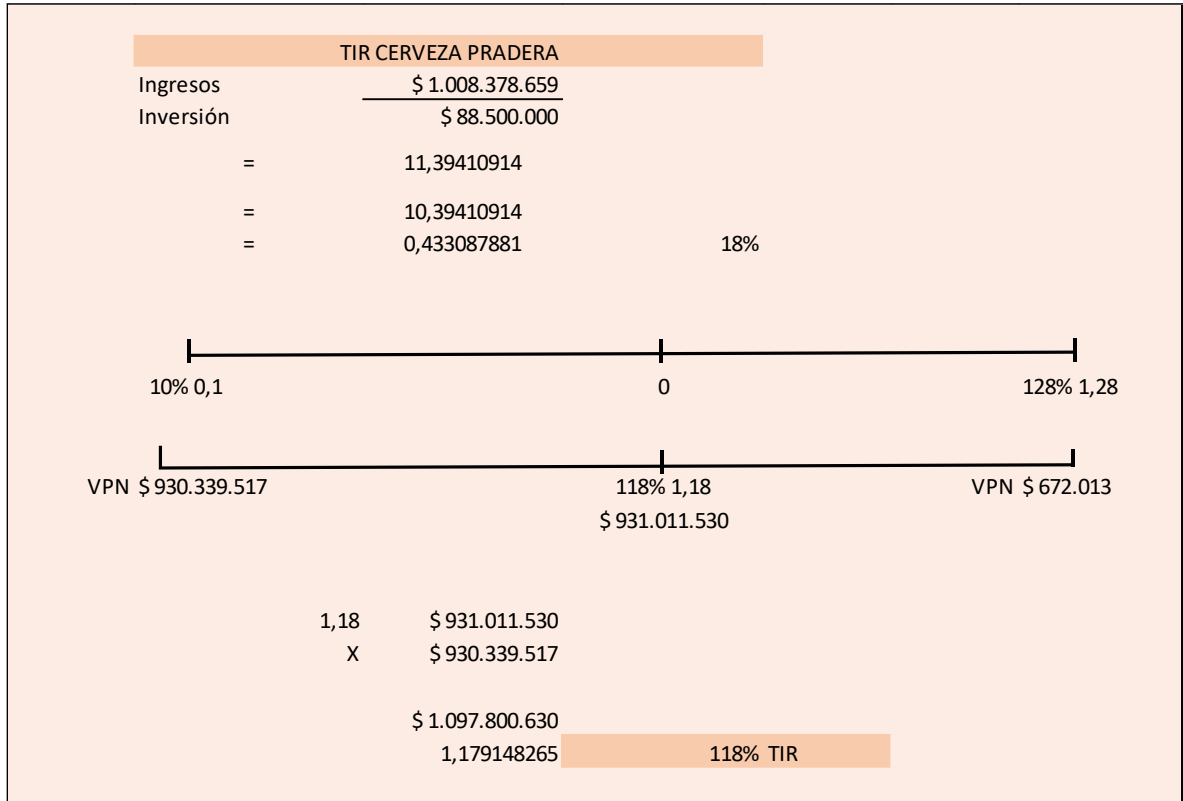 TIR CERVEZA PRADERA
Ingresos $ 1.008.378.659
Inversión $ 88.500.000
= 11,39410914
= 10,39410914
= 0,433087881 18%
10% 0,1 0 128% 1,28
VPN $ 930.339.517 118% 1,18 VPN $ 672.013
$ 931.011.530
1,18 $ 931.011.530
X $ 930.339.517
$ 1.097.800.630
1,179148265 118% TIR